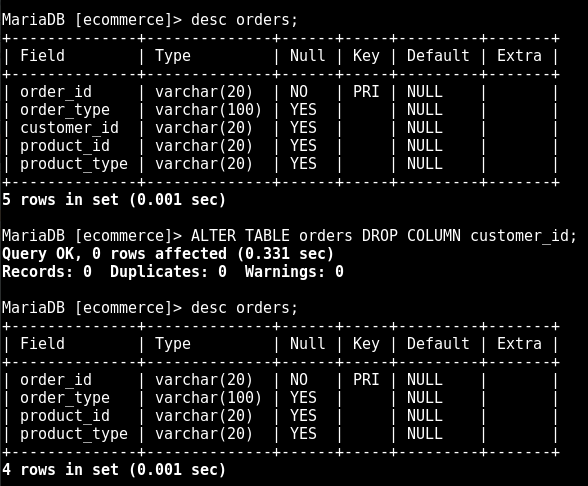 MariaDB [ecommerce]> desc orders;
+--------------+--------------+------+-----+---------+-------+
| Field        | Type         | Null | Key | Default | Extra |
+--------------+--------------+------+-----+---------+-------+
| order_id     | varchar(20)  | NO   | PRI | NULL    |       |
| order_type   | varchar(100) | YES  |     | NULL    |       |
| customer_id  | varchar(20)  | YES  |     | NULL    |       |
| product_id   | varchar(20)  | YES  |     | NULL    |       |
| product_type | varchar(20)  | YES  |     | NULL    |       |
+--------------+--------------+------+-----+---------+-------+
5 rows in set (0.001 sec)
MariaDB [ecommerce]> ALTER TABLE orders DROP COLUMN customer_id;
Query OK, 0 rows affected (0.331 sec)
Records: 0  Duplicates: 0  Warnings: 0
MariaDB [ecommerce]> desc orders;
+--------------+--------------+------+-----+---------+-------+
| Field        | Type         | Null | Key | Default | Extra |
+--------------+--------------+------+-----+---------+-------+
| order_id     | varchar(20)  | NO   | PRI | NULL    |       |
| order_type   | varchar(100) | YES  |     | NULL    |       |
| product_id   | varchar(20)  | YES  |     | NULL    |       |
| product_type | varchar(20)  | YES  |     | NULL    |       |
+--------------+--------------+------+-----+---------+-------+
4 rows in set (0.001 sec)